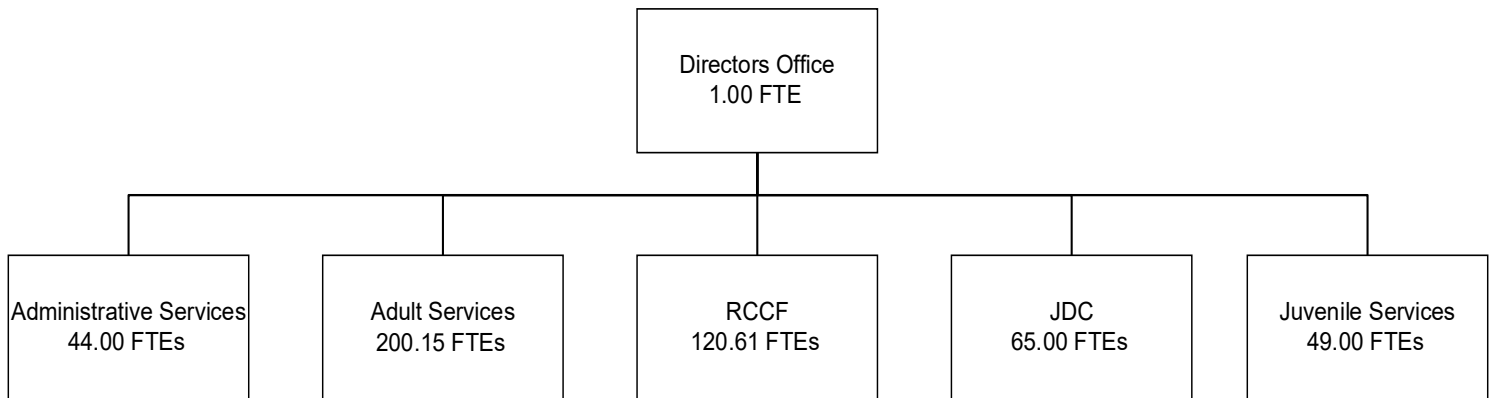 Directors Office
1.00 FTE
Administrative Services
44.00 FTEs
Adult Services
200.15 FTEs
RCCF
120.61 FTEs
JDC
65.00 FTEs
Juvenile Services
49.00 FTEs